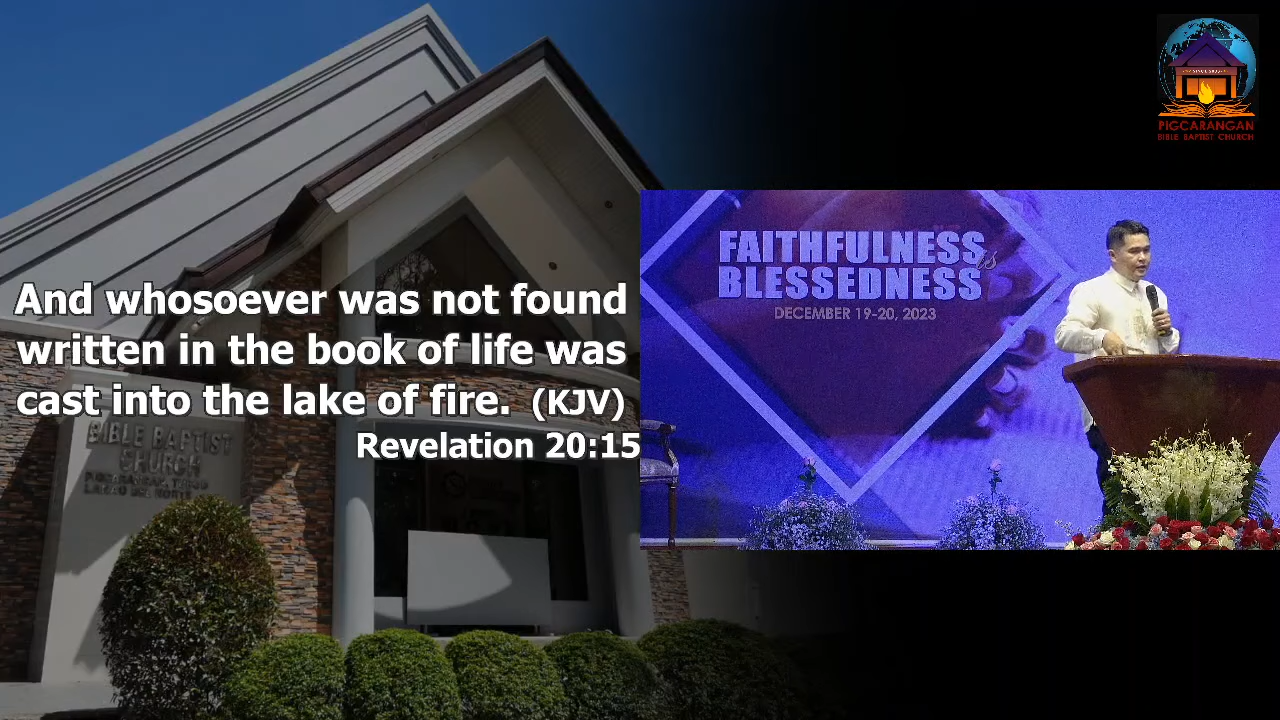 And whosoever was not found
written in the book of life was
cast into the lake of fire. (KJV)
Revelation 20:15
BIBLE BAPTIST
CHURCH
PIGCARANGAN
BIBLE BAPTIST CHURCH
FAITHFULNESS
is
BLESSEDNESS
DECEMBER 19-20, 2023